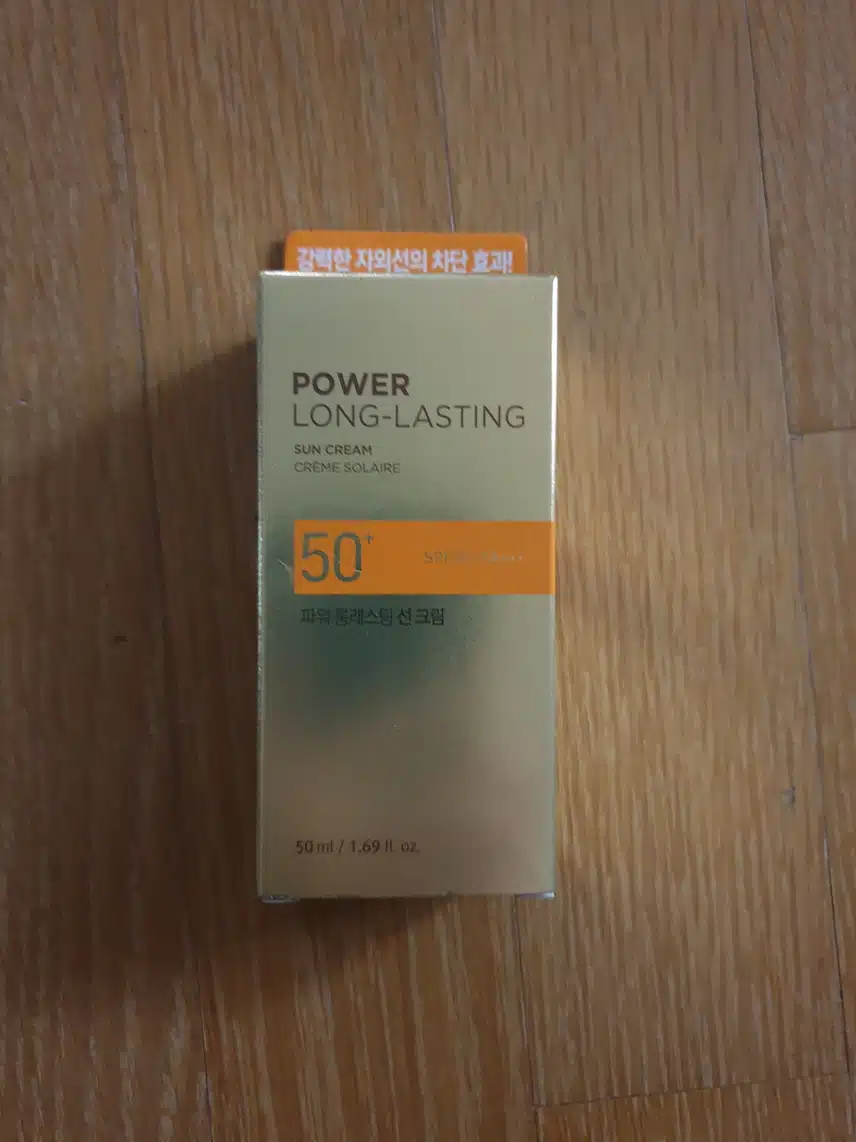 강력한 자외선의 차단 효과!
POWER
LONG-LASTING
SUN CREAM
CRÈME SOLAIRE
50+
파워 롱래스팅 선 크림
50 ml / 1.69 fl. oz.